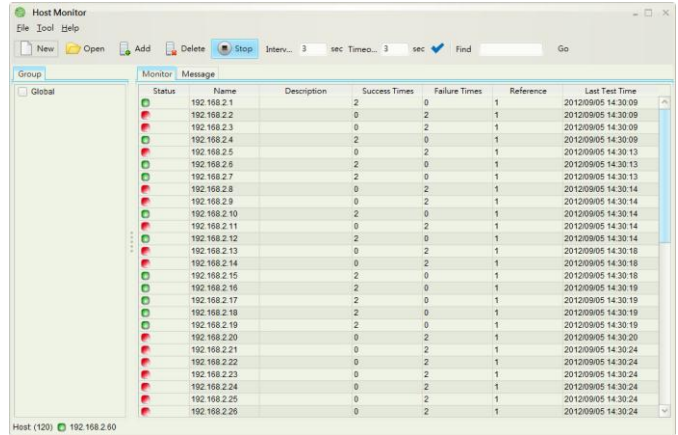 Host Monitor
File Tool Help
New Open Add Delete Stop Interv... 3 sec Timeo... 3 sec Find Go
Group Monitor Message
Global
Status Name Description Success Times Failure Times Reference Last Test Time
192.168.2.1 2 0 1 2012/09/05 14:30:09
192.168.2.2 0 2 1 2012/09/05 14:30:09
192.168.2.3 0 2 1 2012/09/05 14:30:09
192.168.2.4 2 0 1 2012/09/05 14:30:09
192.168.2.5 0 2 1 2012/09/05 14:30:13
192.168.2.6 2 0 1 2012/09/05 14:30:13
192.168.2.7 2 0 1 2012/09/05 14:30:13
192.168.2.8 0 2 1 2012/09/05 14:30:14
192.168.2.9 0 2 1 2012/09/05 14:30:14
192.168.2.10 2 0 1 2012/09/05 14:30:14
192.168.2.11 0 2 1 2012/09/05 14:30:14
192.168.2.12 2 0 1 2012/09/05 14:30:14
192.168.2.13 0 2 1 2012/09/05 14:30:18
192.168.2.14 0 2 1 2012/09/05 14:30:18
192.168.2.15 2 0 1 2012/09/05 14:30:18
192.168.2.16 2 0 1 2012/09/05 14:30:19
192.168.2.17 2 0 1 2012/09/05 14:30:19
192.168.2.18 2 0 1 2012/09/05 14:30:19
192.168.2.19 2 0 1 2012/09/05 14:30:19
192.168.2.20 0 2 1 2012/09/05 14:30:20
192.168.2.21 0 2 1 2012/09/05 14:30:24
192.168.2.22 0 2 1 2012/09/05 14:30:24
192.168.2.23 0 2 1 2012/09/05 14:30:24
192.168.2.24 0 2 1 2012/09/05 14:30:24
192.168.2.25 0 2 1 2012/09/05 14:30:24
192.168.2.26 0 2 1 2012/09/05 14:30:24
Host: (120) 192.168.2.60